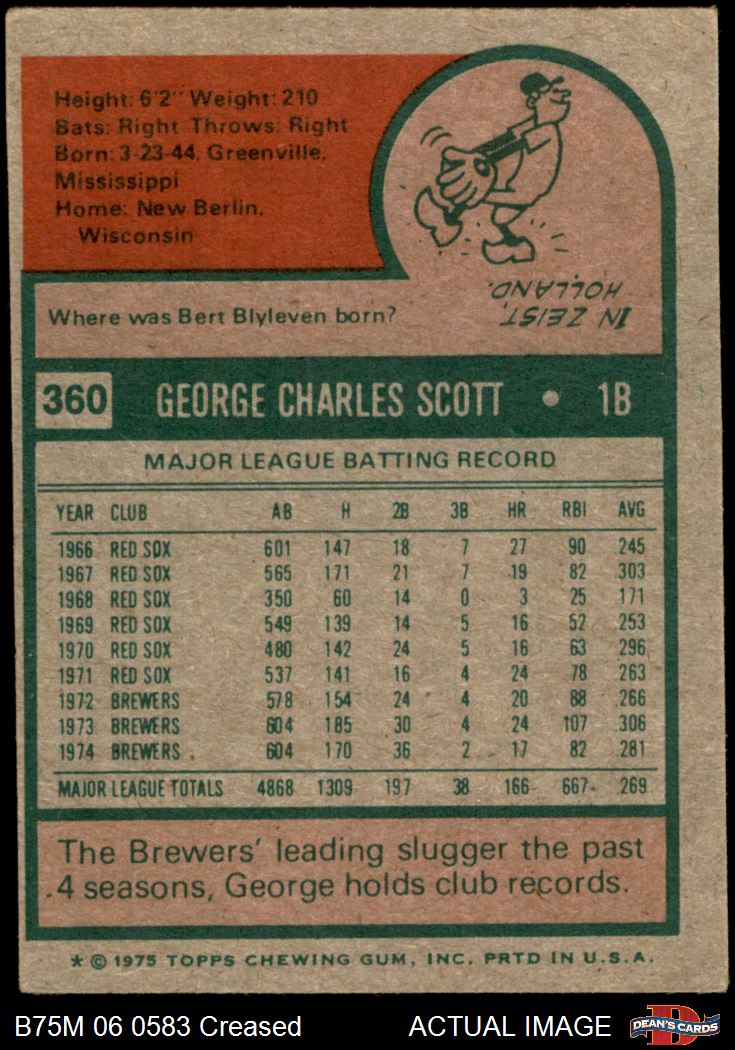 Height: 6'2" Weight: 210
Bats: Right Throws: Right
Born: 3-23-44, Greenville,
Mississippi
Home: New Berlin,
Wisconsin
Where was Bert Blyleven born?
IN ZEIST,
HOLLAND.
360 GEORGE CHARLES SCOTT • 1B
MAJOR LEAGUE BATTING RECORD
YEAR CLUB AB H 2B 3B HR RBI AVG
1966 RED SOX 601 147 18 7 27 90 245
1967 RED SOX 565 171 21 7 19 82 303
1968 RED SOX 350 60 14 0 3 25 .171
1969 RED SOX 549 139 14 5 16 52 253
1970 RED SOX 480 142 24 5 16 63 296
1971 RED SOX 537 141 16 4 24 78 263
1972 BREWERS 578 154 24 4 20 88 266
1973 BREWERS 604 185 30 4 24 107 306
1974 BREWERS 604 170 36 2 17 82 281
MAJOR LEAGUE TOTALS 4868 1309 197 38 166 667 269
The Brewers' leading slugger the past
4 seasons, George holds club records.
* © 1975 TOPPS CHEWING GUM, INC. PRTD IN U.S.A.
B75M 06 0583 Creased ACTUAL IMAGE
DEAN'S CARDS